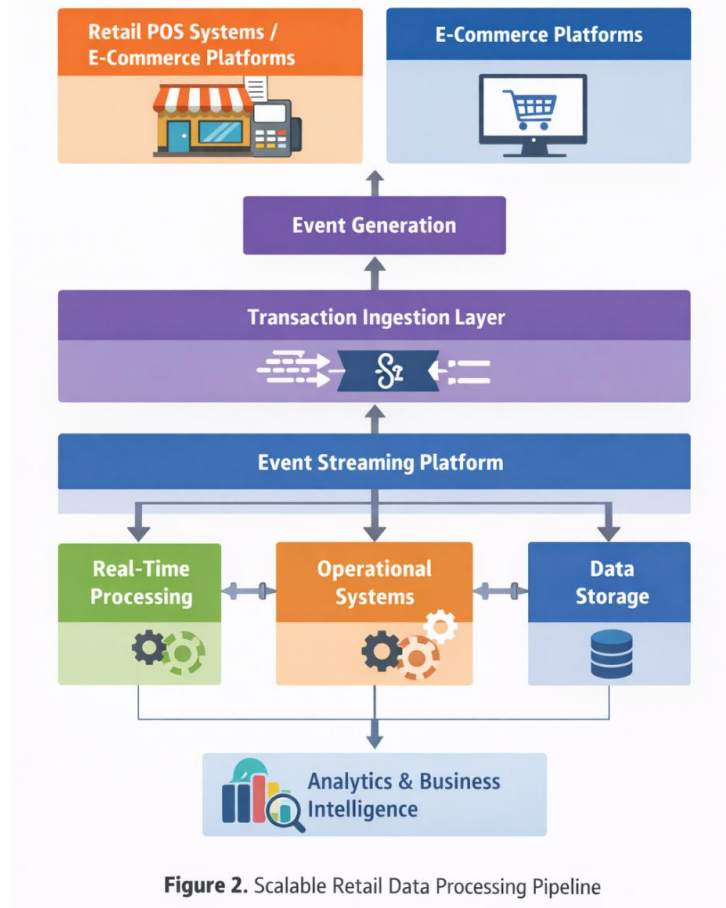 Retail POS Systems /
E-Commerce Platforms
E-Commerce Platforms
Event Generation
Transaction Ingestion Layer
Event Streaming Platform
Real-Time
Processing
Operational
Systems
Data
Storage
Analytics & Business
Intelligence
Figure 2. Scalable Retail Data Processing Pipeline